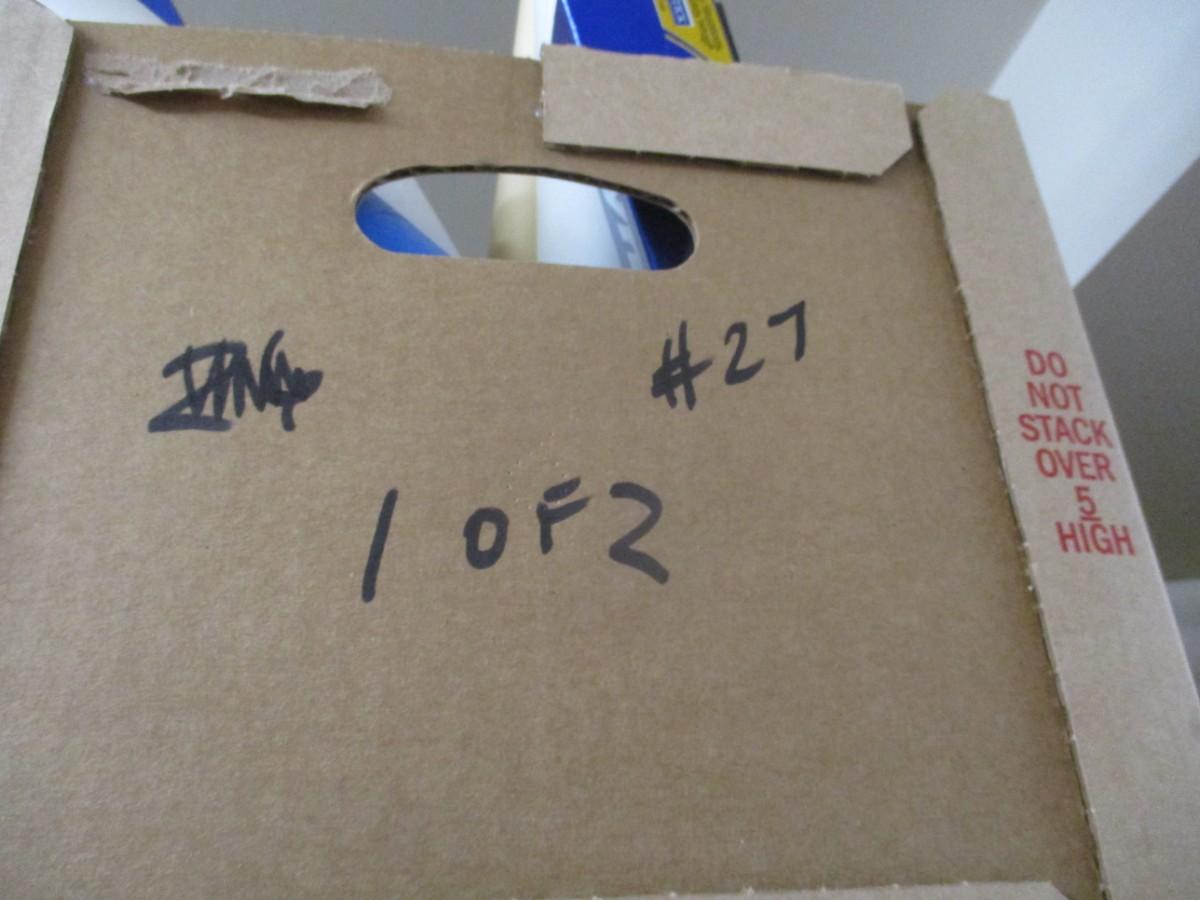 #27
1 OF 2
DO
NOT
STACK
OVER
5
HIGH